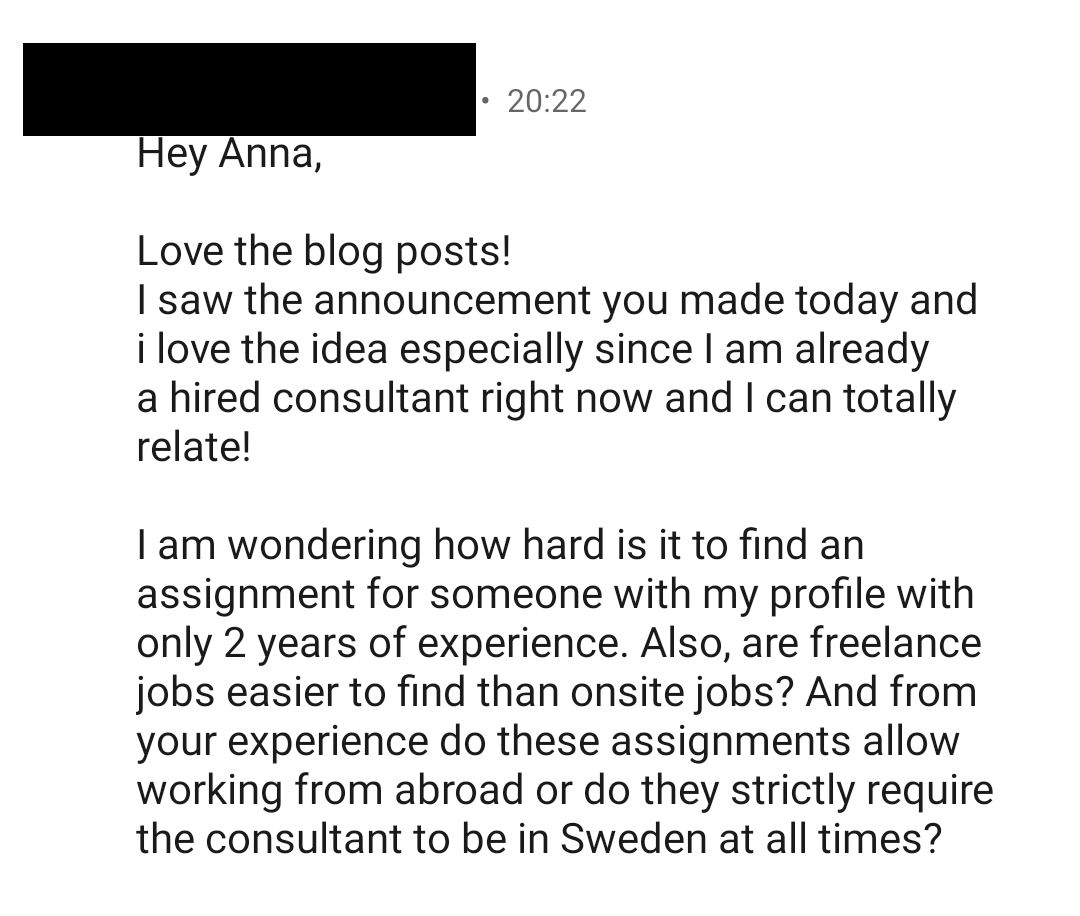 • 20:22
Hey Anna,
Love the blog posts!
I saw the announcement you made today and
i love the idea especially since I am already
a hired consultant right now and I can totally
relate!
I am wondering how hard is it to find an
assignment for someone with my profile with
only 2 years of experience. Also, are freelance
jobs easier to find than onsite jobs? And from
your experience do these assignments allow
working from abroad or do they strictly require
the consultant to be in Sweden at all times?